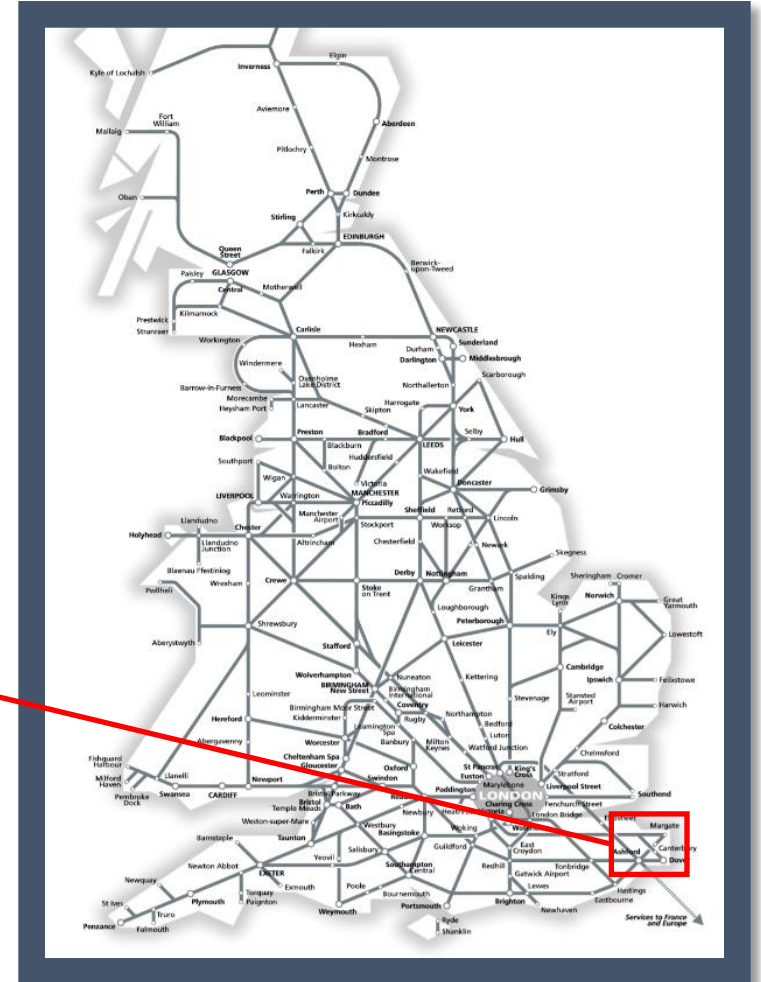 Elgin
Inverness
Kyle of Lochalsh
Aviemore
Fort
William
Aberdeen
Mallaig
Pitlochry
Montrose
Perth
Dundee
Oban
Stirling
Kirkcaldy
EDINBURGH
Queen
Street
Falkirk
Berwick-
upon-Tweed
Paisley
GLASGOW
Central
Motherwell
Prestwick
Kilmarnock
Stranraer
Carlisle
NEWCASTLE
Workington
Hexham
Sunderland
Durham
Darlington
Middlesbrough
Windermere
Scarborough
Oxenholme
Lake District
Northallerton
Barrow-in-Furness
Morecambe
Lancaster
Harrogate
Heysham Port
Skipton
York
Blackpool
Preston
Bradford
Selby
Blackburn
LEEDS
Hull
Southport
Huddersfield
Bolton
Wakefield
Wigan
Victoria
Doncaster
MANCHESTER
Piccadilly
Grimsby
LIVERPOOL
Warrington
Manchester
Airport
Sheffield
Retford
Llandudno
Stockport
Worksop
Lincoln
Holyhead
Chester
Llandudno
Junction
Altrincham
Chesterfield
Newark
Skegness
Blaenau Ffestiniog
Derby
Nottingham
Sheringham
Cromer
Pwllheli
Wrexham
Crewe
Stoke
on Trent
Grantham
Spalding
Kings
Lynn
Norwich
Great
Yarmouth
Loughborough
Shrewsbury
Peterborough
Ely
Aberystwyth
Stafford
Leicester
Lowestoft
Wolverhampton
Nuneaton
Kettering
Cambridge
BIRMINGHAM
New Street
Birmingham
International
Ipswich
Felixstowe
Leominster
Coventry
Stevenage
Stansted
Airport
Birmingham Moor Street
Rugby
Northampton
Harwich
Hereford
Kidderminster
Leamington
Spa
Bedford
Colchester
Abergavenny
Worcester
Banbury
Milton
Keynes
Luton
Cheltenham Spa
Watford Junction
Chelmsford
Fishguard
Harbour
Gloucester
Oxford
St Pancras
King's
Cross
Stratford
Llanelli
Newport
Swindon
Euston
Milford
Haven
Marylebone
Liverpool Street
Pembroke
Dock
Swansea
CARDIFF
Bristol Parkway
Paddington
LONDON
Southend
Bristol
Temple Meads
Bath
Charing Cross
Fenchurch Street
Newbury
London Bridge
Weston-super-Mare
Westbury
Margate
Barnstaple
Taunton
Basingstoke
Woking
East
Croydon
Canterbury
Salisbury
Guildford
Ashford
Yeovil
Redhill
Tonbridge
Newton Abbot
Southampton
Central
Gatwick Airport
Newquay
EXETER
Exmouth
Poole
Lewes
Hastings
Torquay
Bournemouth
Eastbourne
St Ives
Plymouth
Paignton
Portsmouth
Brighton
Newhaven
Truro
Weymouth
Penzance
Falmouth
Ryde
Shanklin
Services to France
and Europe